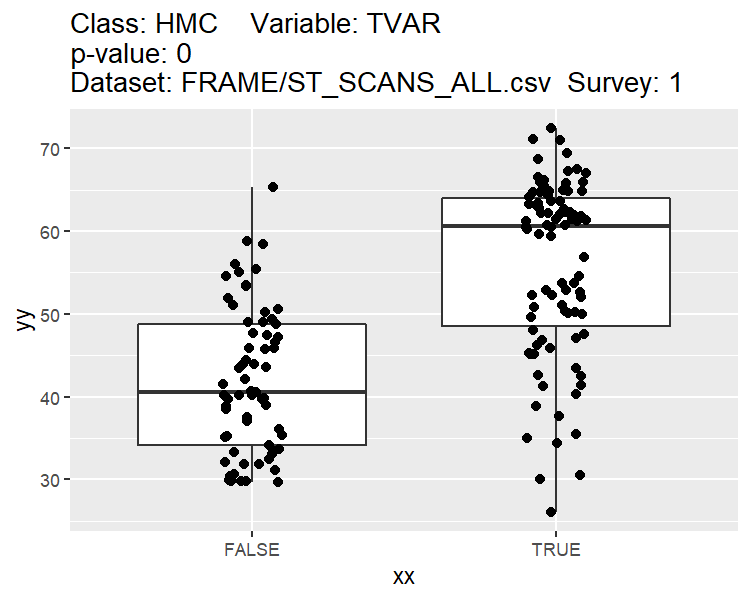 Class: HMC    Variable: TVAR
p-value: 0
Dataset: FRAME/ST_SCANS_ALL.csv  Survey: 1
70
60
50
40
30
yy
FALSE
TRUE
xx